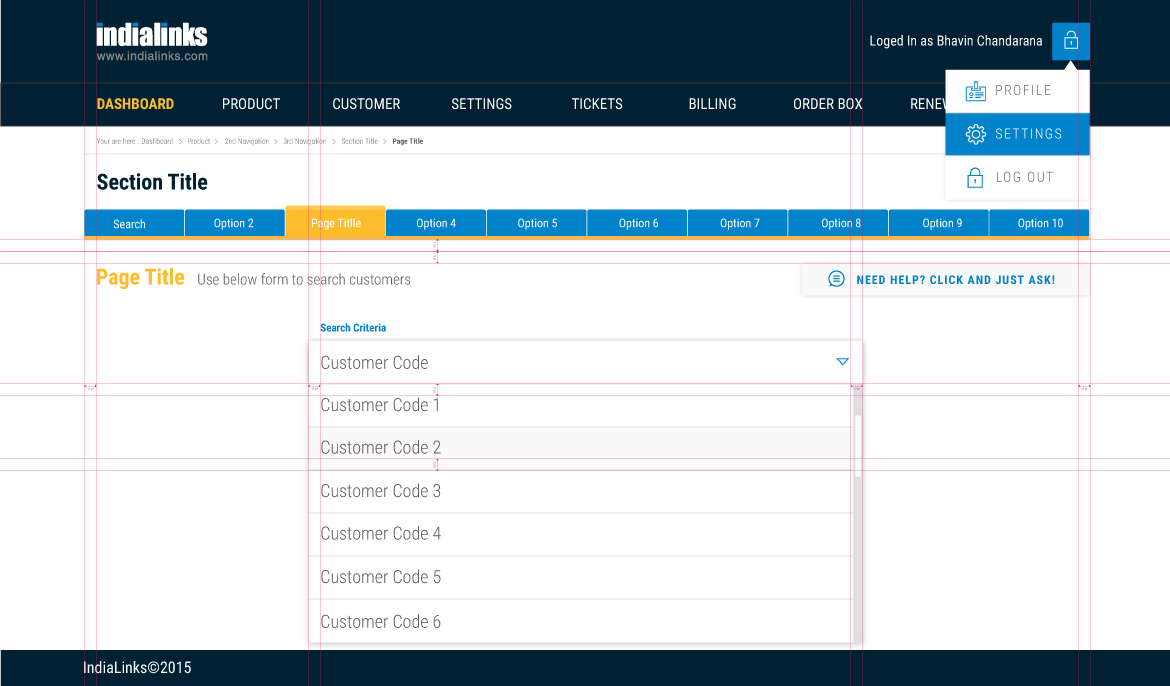 indialinks
www.indialinks.com
Loged In as Bhavin Chandarana
DASHBOARD PRODUCT CUSTOMER SETTINGS TICKETS BILLING ORDER BOX RENEW
PROFILE
SETTINGS
LOG OUT
Your are here : Dashboard > Product > 2nd Navigation > 3rd Navigation > Section Title > Page Title
Section Title
Search Option 2 Page Titlle Option 4 Option 5 Option 6 Option 7 Option 8 Option 9 Option 10
Page Title Use below form to search customers
NEED HELP? CLICK AND JUST ASK!
Search Criteria
Customer Code
Customer Code 1
Customer Code 2
Customer Code 3
Customer Code 4
Customer Code 5
Customer Code 6
IndiaLinks©2015